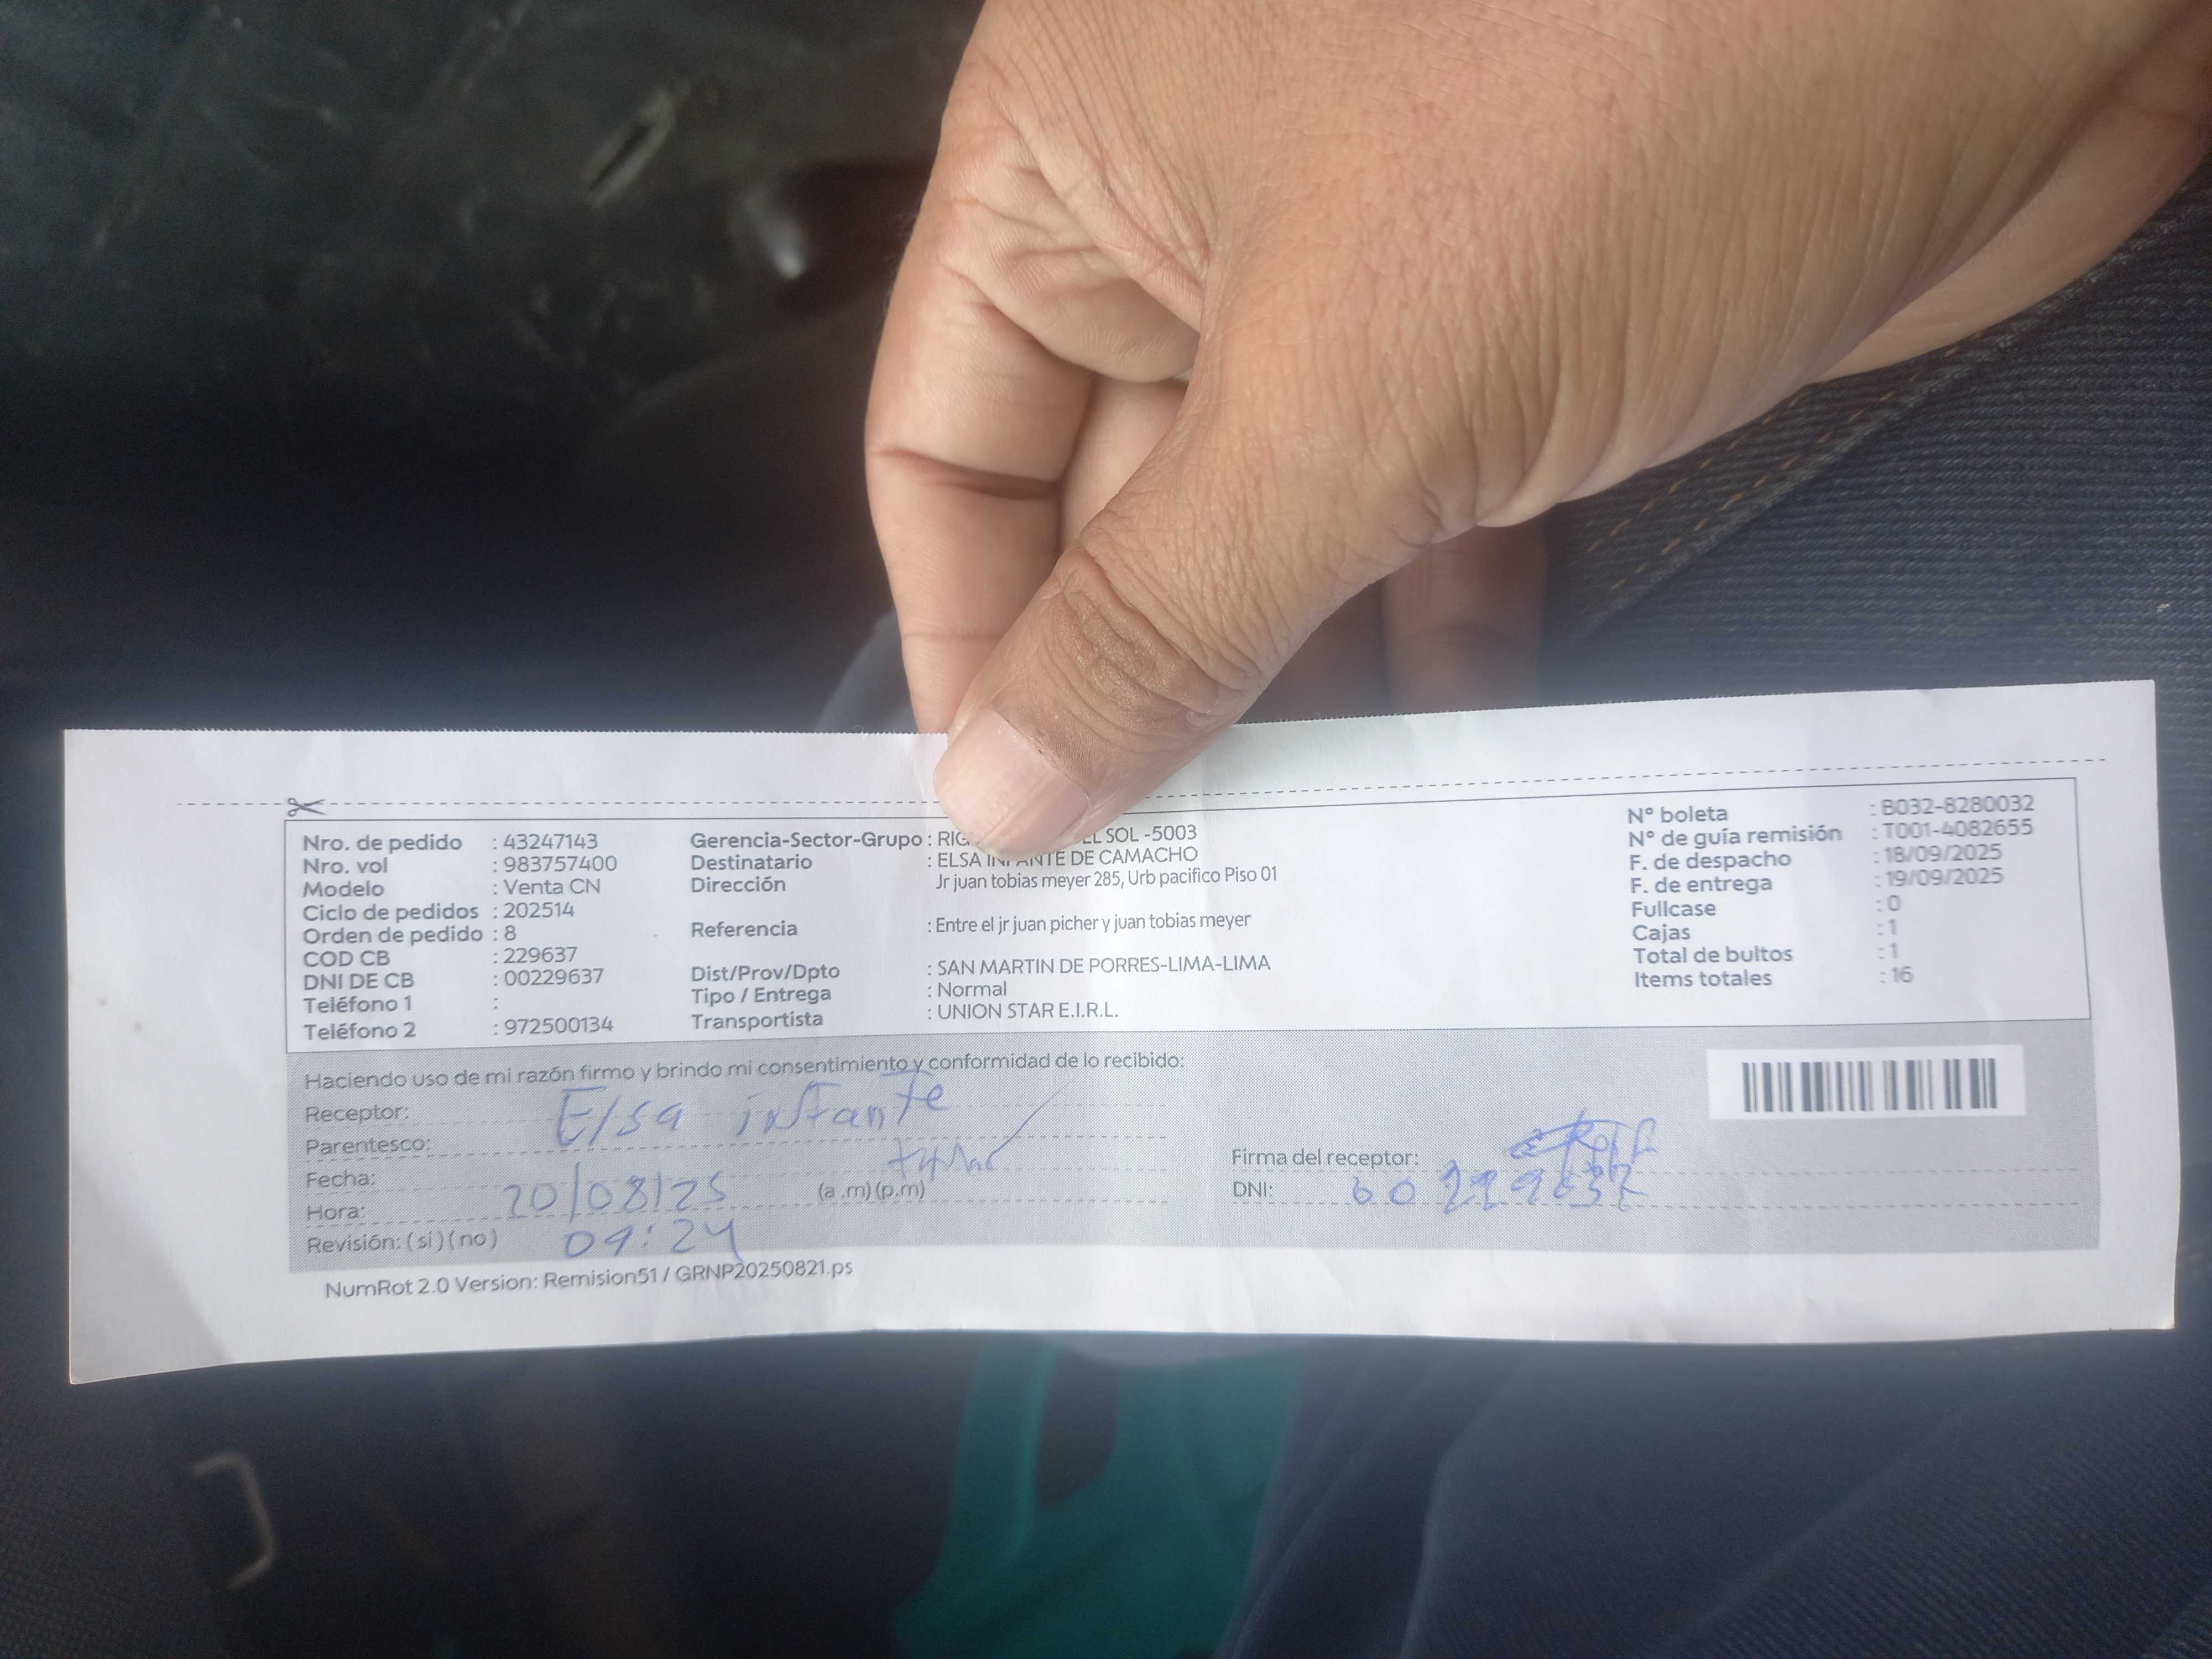 Nro. de pedido : 43247143
Nro. vol : 983757400
Modelo : Venta CN
Ciclo de pedidos : 202514
Orden de pedido : 8
COD CB : 229637
DNI DE CB : 00229637
Teléfono 1 :
Teléfono 2 : 972500134
Gerencia-Sector-Grupo : SOL -5003
Destinatario : ELSA INFANTE DE CAMACHO
Dirección Jr juan tobias meyer 285, Urb pacifico Piso 01
Referencia : Entre el jr juan picher y juan tobias meyer
Dist/Prov/Dpto : SAN MARTIN DE PORRES-LIMA-LIMA
Tipo / Entrega : Normal
Transportista : UNION STAR E.I.R.L.
N° boleta : B032-8280032
N° de guía remisión : T001-4082655
F. de despacho : 18/09/2025
F. de entrega : 19/09/2025
Fullcase : 0
Cajas : 1
Total de bultos : 1
Items totales : 16
Haciendo uso de mi razón firmo y brindo mi consentimiento y conformidad de lo recibido:
Receptor: Elsa infante
Parentesco:
Fecha: 20/08/25
Hora: (a.m) (p.m)
Revisión: (si) (no) 09:24
Firma del receptor:
DNI:
NumRot 2.0 Version: Remision51 / GRNP20250821.ps